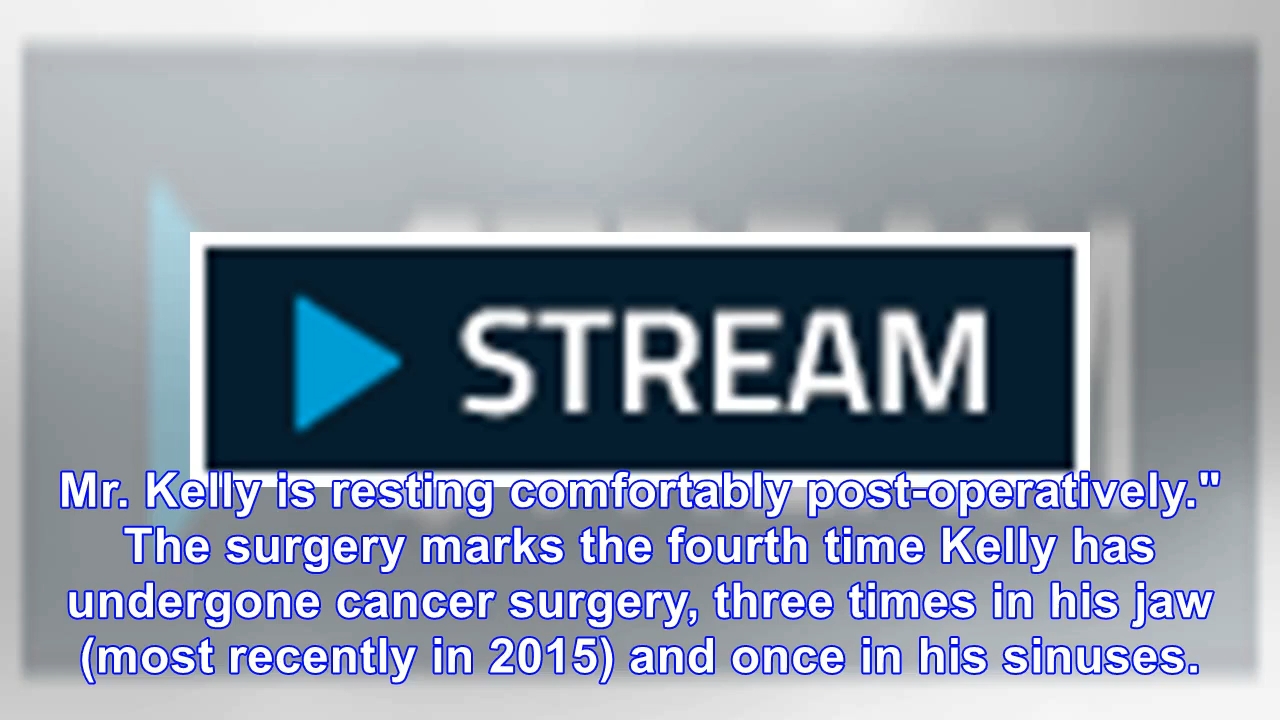 STREAM
Mr. Kelly is resting comfortably post-operatively."
The surgery marks the fourth time Kelly has
undergone cancer surgery, three times in his jaw
(most recently in 2015) and once in his sinuses.